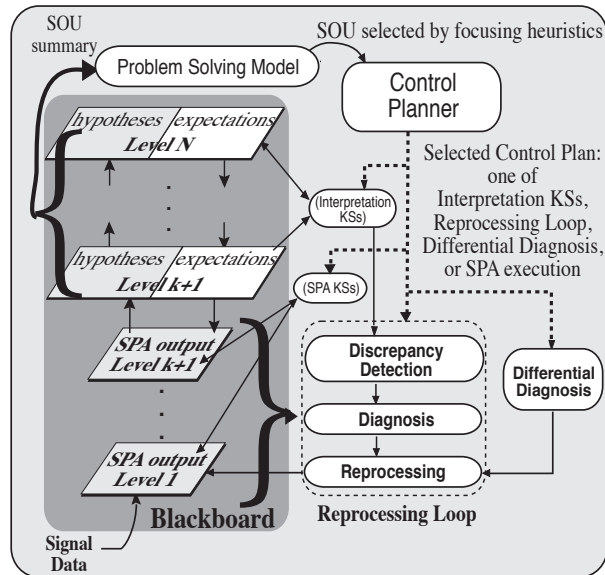 SOU
summary
SOU selected by focusing heuristics
Problem Solving Model
Control
Planner
hypotheses expectations
Level N
Selected Control Plan:
one of
Interpretation KSs,
Reprocessing Loop,
Differential Diagnosis,
or SPA execution
(Interpretation
KSs)
hypotheses expectations
Level k+1
(SPA KSs)
SPA output
Level k+1
Discrepancy
Detection
Differential
Diagnosis
Diagnosis
SPA output
Level 1
Reprocessing
Blackboard
Reprocessing Loop
Signal
Data